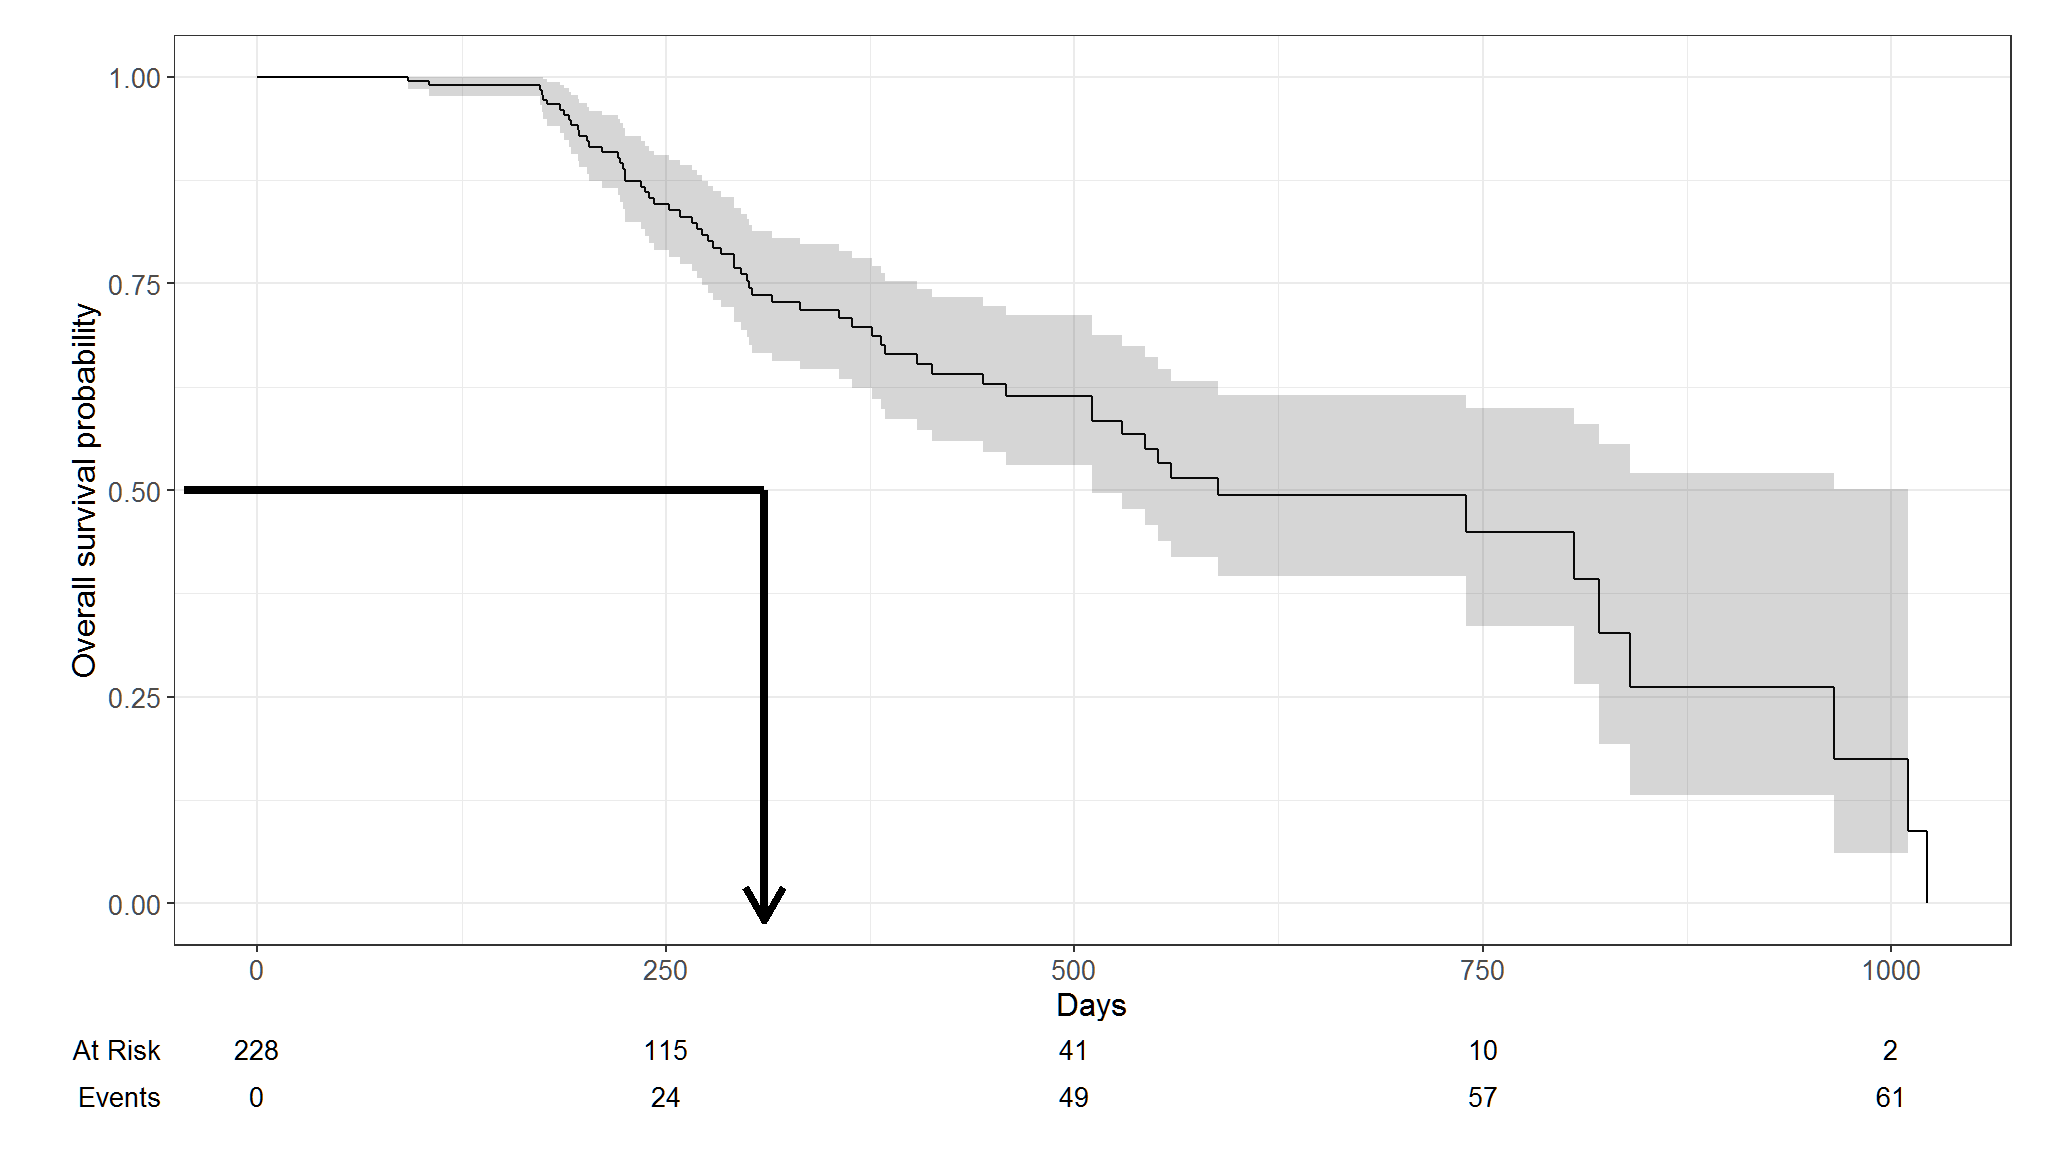 Overall survival probability
1.00
0.75
0.50
0.25
0.00
0 250 500 750 1000
Days
At Risk 228 115 41 10 2
Events 0 24 49 57 61